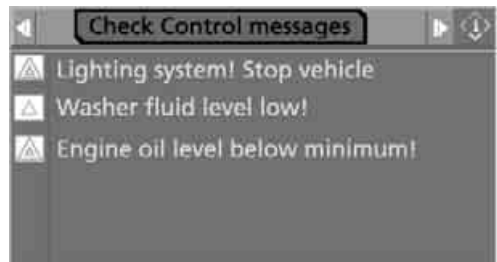 Check Control messages
Lighting system! Stop vehicle
Washer fluid level low!
Engine oil level below minimum!